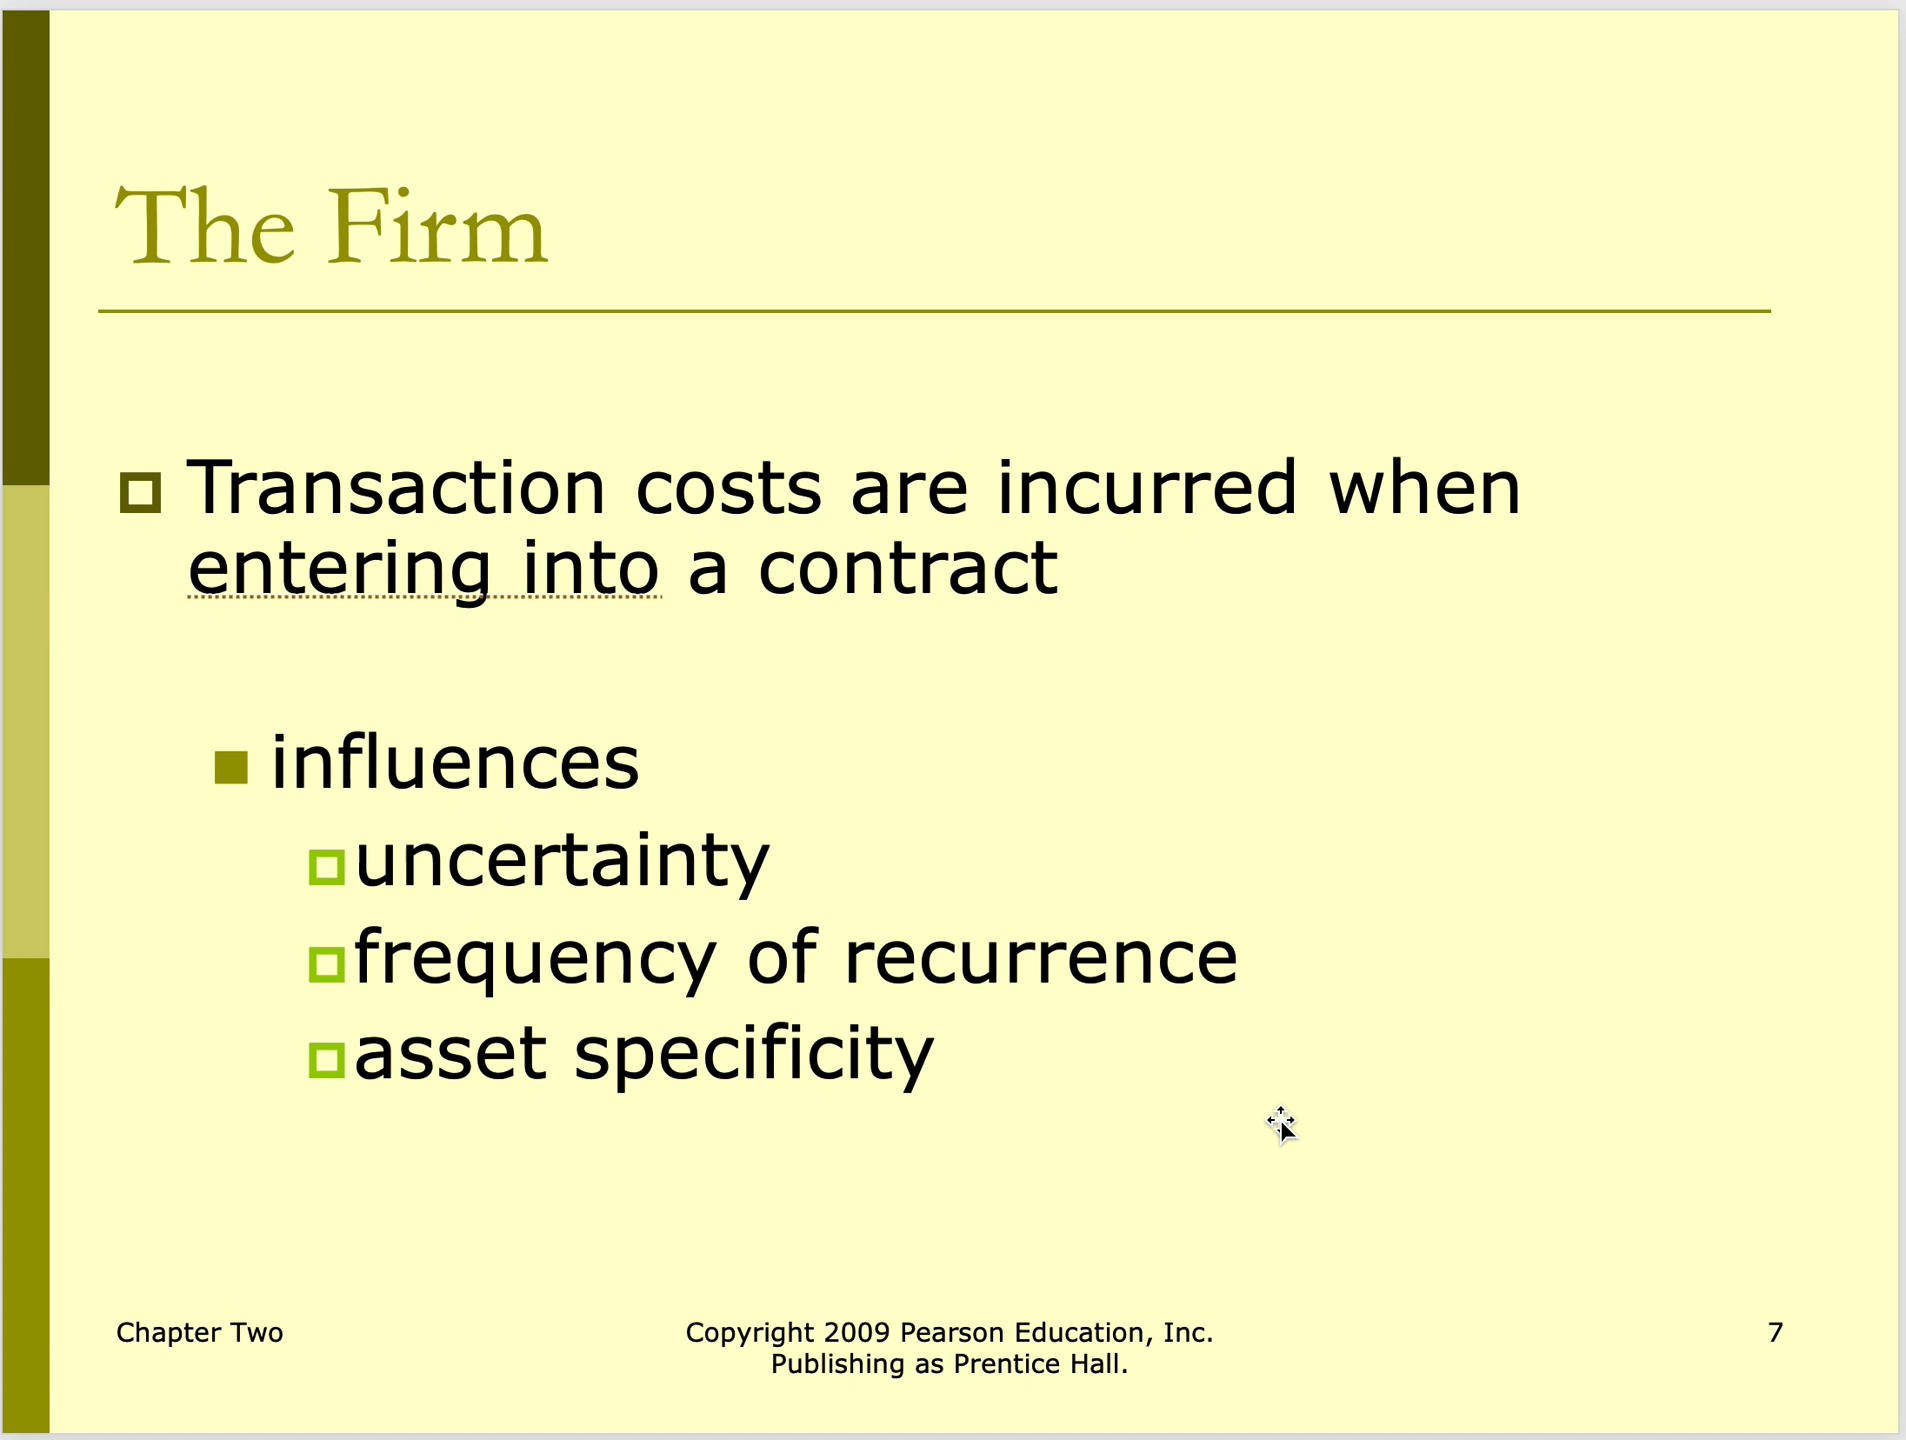 The Firm
Transaction costs are incurred when
entering into a contract
influences
uncertainty
frequency of recurrence
asset specificity
Chapter Two
Copyright 2009 Pearson Education, Inc.
Publishing as Prentice Hall.
7